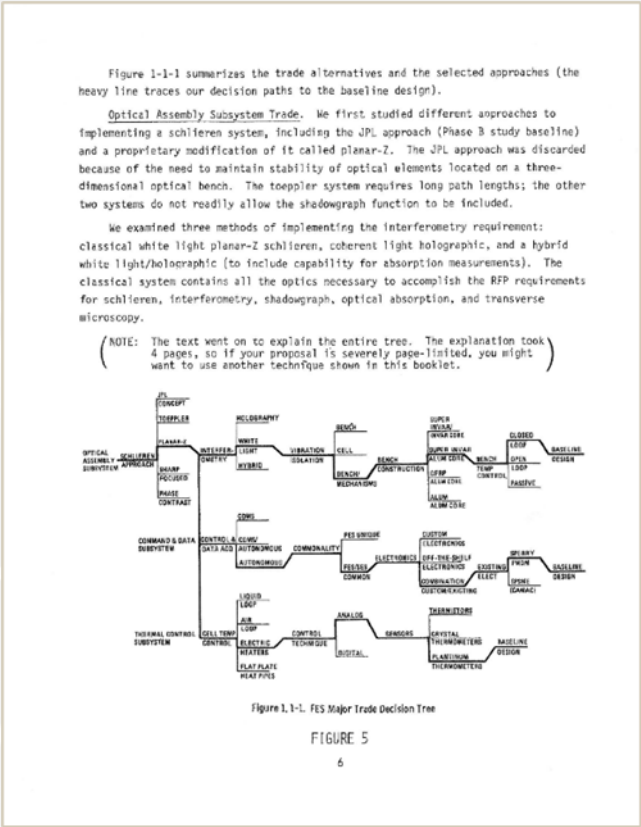 Figure 1-1-1 summarizes the trade alternatives and the selected approaches (the
heavy line traces our decision paths to the baseline design).
Optical Assembly Subsystem Trade. We first studied different approaches to
implementing a schlieren system, including the JPL approach (Phase B study baseline)
and a proprietary modification of it called planar-Z. The JPL approach was discarded
because of the need to maintain stability of optical elements located on a three-
dimensional optical bench. The toeppler system requires long path lengths; the other
two systems do not readily allow the shadowgraph function to be included.
We examined three methods of implementing the interferometry requirement:
classical white light planar-Z schlieren, coherent light holographic, and a hybrid
white light/holographic (to include capability for absorption measurements). The
classical system contains all the optics necessary to accomplish the RFP requirements
for schlieren, interferometry, shadowgraph, optical absorption, and transverse
microscopy.
(NOTE: The text went on to explain the entire tree. The explanation took
4 pages, so if your proposal is severely page-limited, you might
want to use another technique shown in this booklet.)
JPL
CONCEPT
TOEPPLER
PLANAR-Z
SHARP
FOCUSED
PHASE
CONTRAST
OPTICAL
ASSEMBLY
SUBSYSTEM
SCHLIEREN
APPROACH
INTERFER-
OMETRY
HOLOGRAPHY
WHITE
LIGHT
HYBRID
VIBRATION
ISOLATION
BENCH
CELL
BENCH/
MECHANISMS
BENCH
CONSTRUCTION
SUPER
INVAR/
INVAR CORE
SUPER INVAR
ALUM CORE
GFRP
ALUM CORE
ALUM
ALUM CORE
BENCH
TEMP
CONTROL
CLOSED
LOOP
OPEN
LOOP
PASSIVE
BASELINE
DESIGN
COMMAND & DATA
SUBSYSTEM
CONTROL &
DATA ACQ
CDMS
CDMS/
AUTONOMOUS
AUTONOMOUS
COMMONALITY
FES UNIQUE
FES/SES
COMMON
ELECTRONICS
CUSTOM
ELECTRONICS
OFF-THE-SHELF
ELECTRONICS
COMBINATION
CUSTOM/EXISTING
EXISTING
ELECT
SPERRY
SPSME
(CAMAC)
BASELINE
DESIGN
THERMAL CONTROL
SUBSYSTEM
CELL TEMP
CONTROL
LIQUID
LOOP
AIR
LOOP
ELECTRIC
HEATERS
FLAT PLATE
HEAT PIPES
CONTROL
TECHNIQUE
ANALOG
DIGITAL
SENSORS
THERMISTORS
CRYSTAL
THERMOMETERS
PLANTINUM
THERMOMETERS
BASELINE
DESIGN
Figure 1.1-1. FES Major Trade Decision Tree
FIGURE 5
6